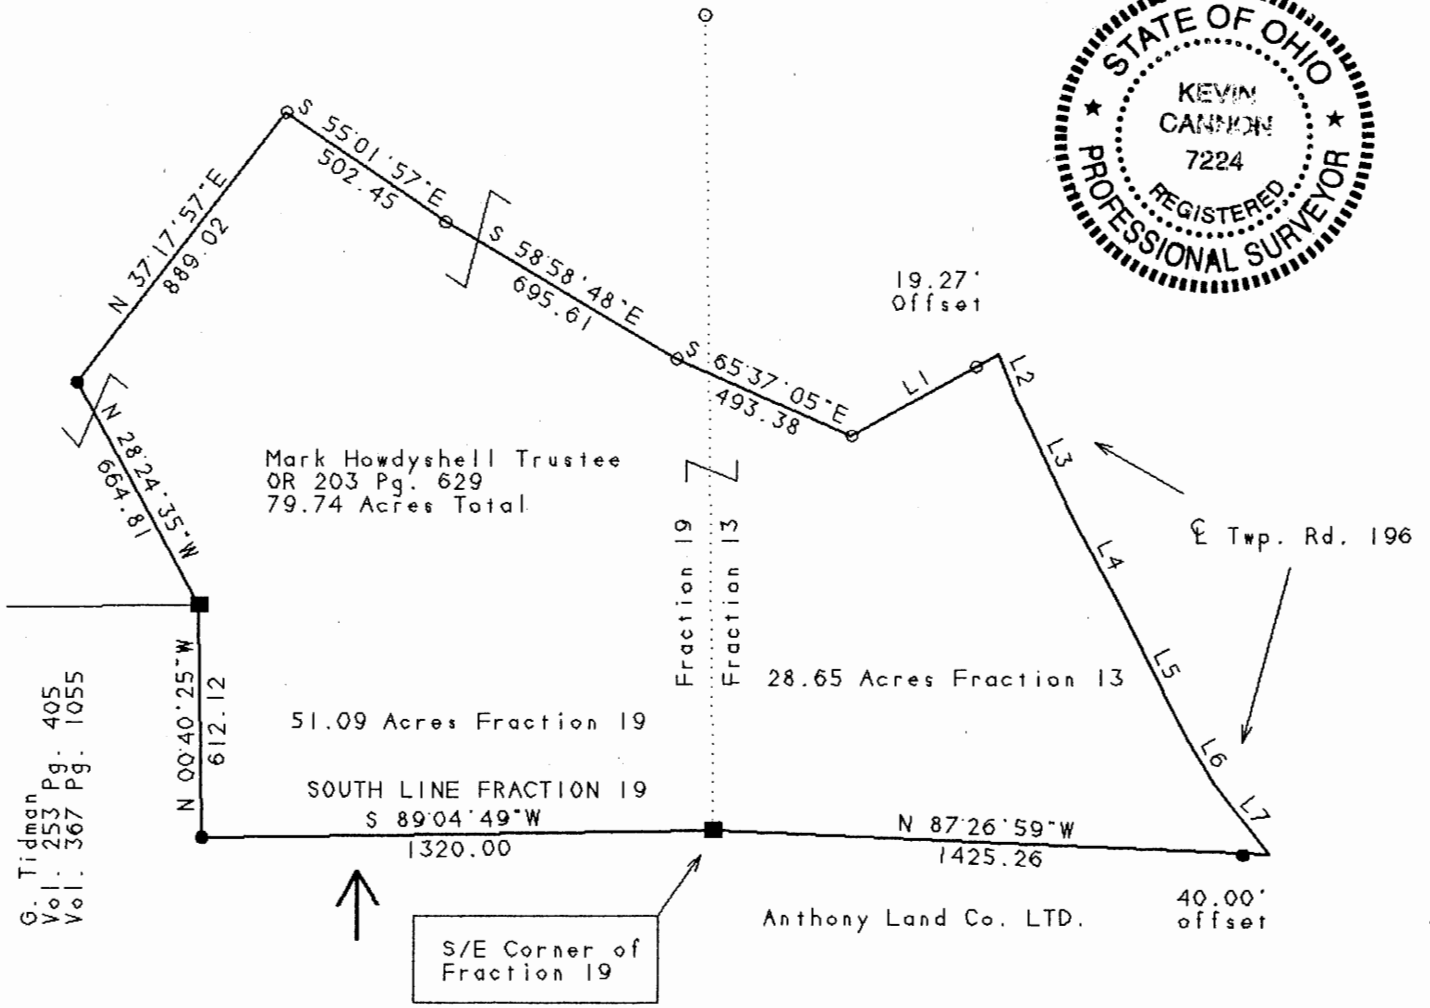 STATE OF OHIO
KEVIN
CANNON
7224
REGISTERED
PROFESSIONAL SURVEYOR
S 55°01'57"E
502.45
N 37°17'57"E
889.02
S 58°58'48"E
695.61
19.27'
Offset
S 65°37'05"E
493.38
L1
L2
L3
N 28°24'35"W
664.81
Mark Howdyshell Trustee
OR 203 Pg. 629
79.74 Acres Total
Fraction 19
Fraction 13
℄ Twp. Rd. 196
L4
L5
L6
L7
28.65 Acres Fraction 13
N 00°40'25"W
612.12
51.09 Acres Fraction 19
G. Tidman
Vol. 253 Pg. 405
Vol. 367 Pg. 1055
SOUTH LINE FRACTION 19
S 89°04'49"W
1320.00
N 87°26'59"W
1425.26
40.00'
offset
Anthony Land Co. LTD.
S/E Corner of
Fraction 19